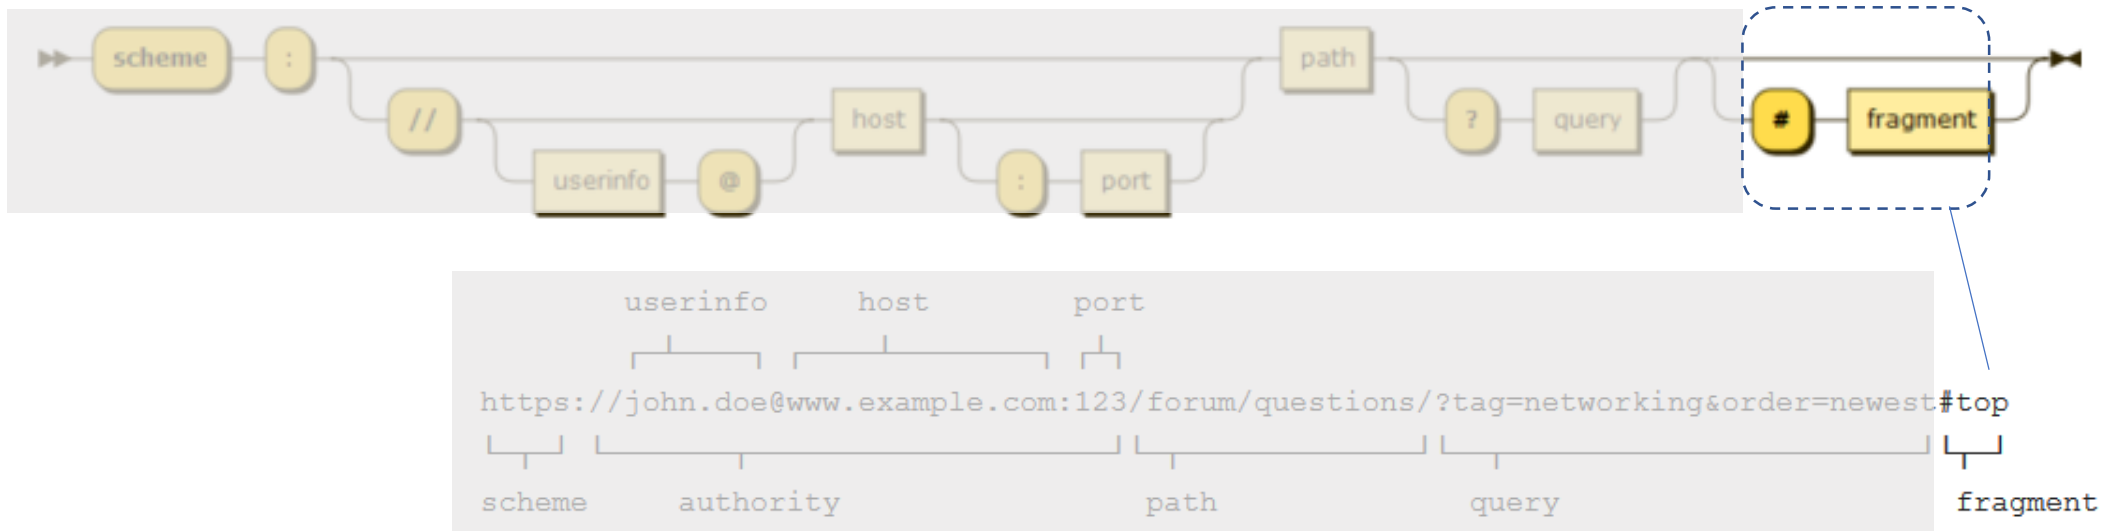 scheme : path
// host ? query # fragment
userinfo @ : port
userinfo host port
https://john.doe@www.example.com:123/forum/questions/?tag=networking&order=newest#top
scheme authority path query fragment